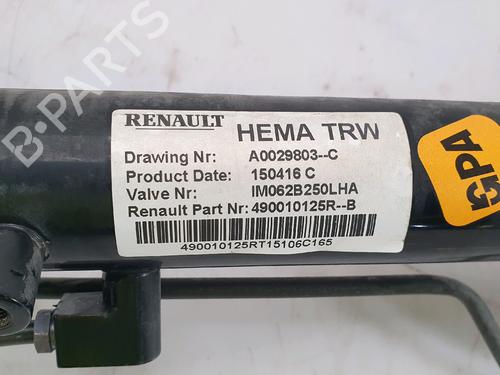 RENAULT HEMA TRW
Drawing Nr: A0029803--C
Product Date: 150416 C
Valve Nr: IM062B250LHA
Renault Part Nr: 490010125R--B
490010125RT15106C165
GPA
B-PARTS